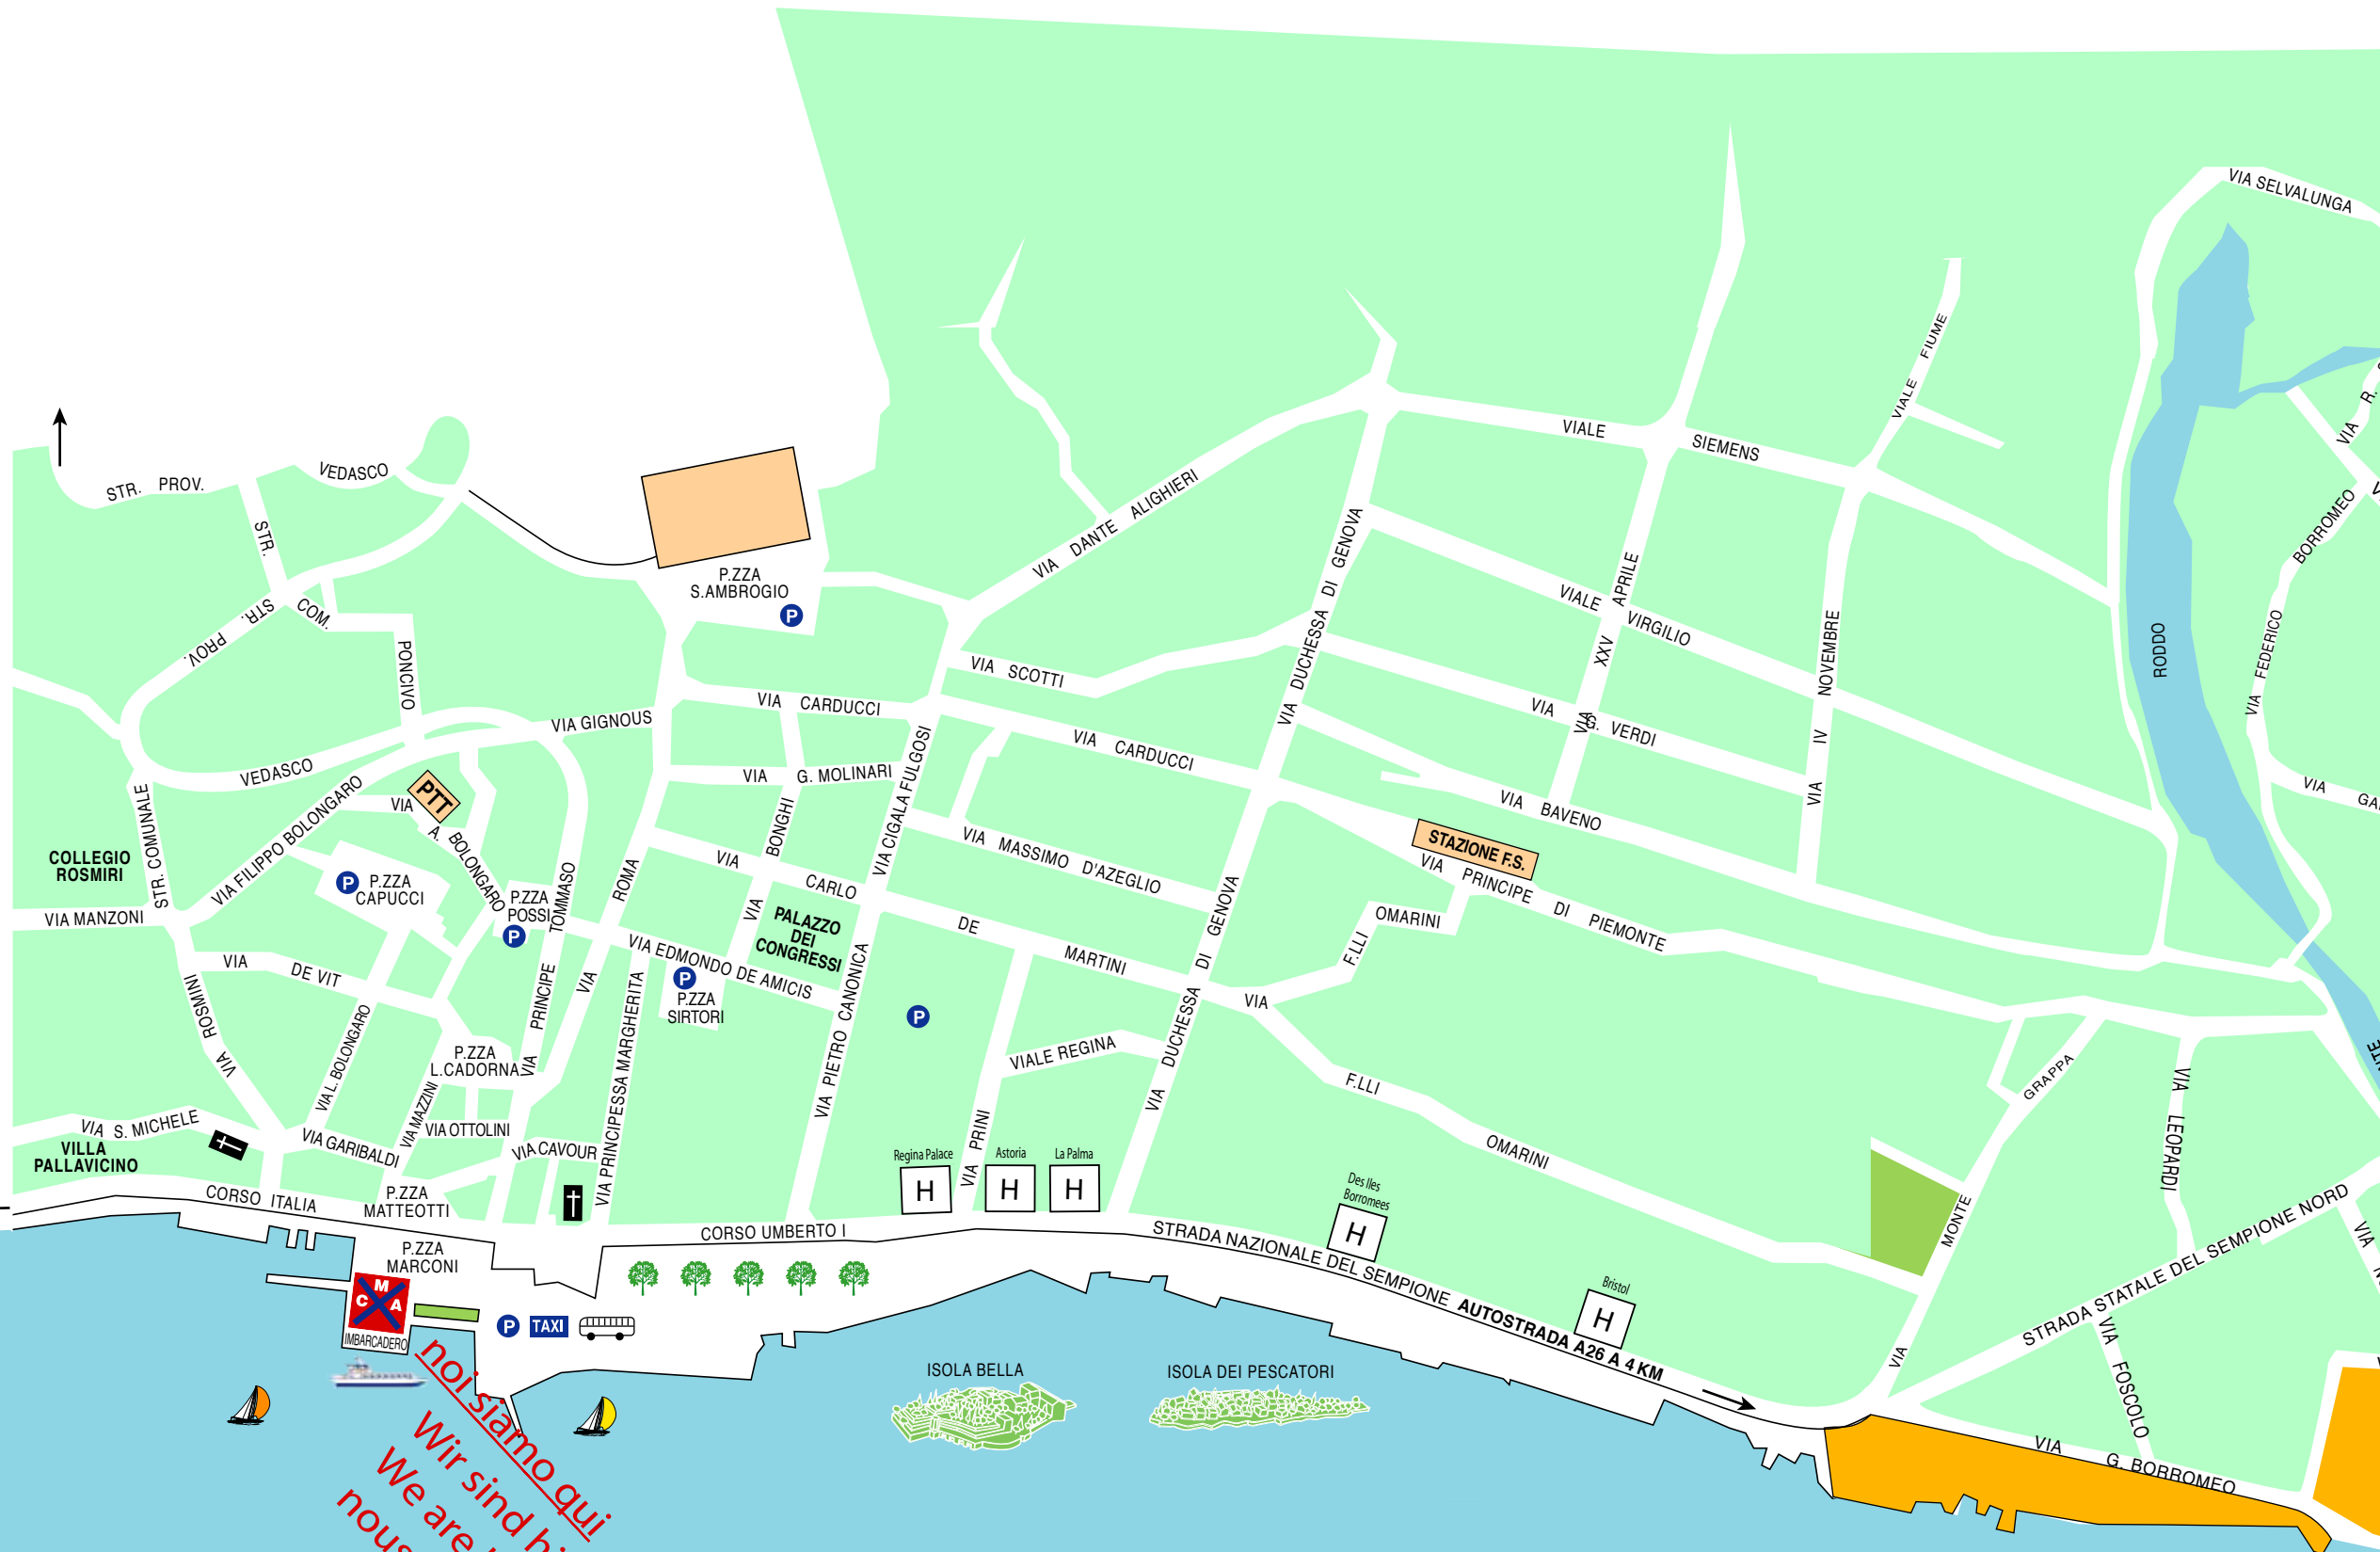 VIA SELVALUNGA
VIALE FIUME
VIA R.
VIALE SIEMENS
STR. PROV. VEDASCO
STR. COM. PONCIVO
STR. PROV. VEDASCO
P.ZZA
S.AMBROGIO
P
VIA DANTE ALIGHIERI
VIA DUCHESSA DI GENOVA
VIA XXV APRILE
VIALE VIRGILIO
VIA IV NOVEMBRE
RODDO
VIA FEDERICO BORROMEO
VIA SCOTTI
VIA CARDUCCI
VIA GIGNOUS
VIA CARDUCCI
VIA G. VERDI
VIA G. MOLINARI
VIA CIGALA FULGOSI
VIA BAVENO
PTT
VIA A. BOLONGARO
VIA FILIPPO BOLONGARO
STR. COMUNALE
COLLEGIO
ROSMIRI
P
P.ZZA
CAPUCCI
P.ZZA
POSSI
P
VIA PRINCIPE TOMMASO
VIA ROMA
VIA BONGHI
VIA CARLO DE MARTINI
VIA MASSIMO D'AZEGLIO
STAZIONE F.S.
VIA PRINCIPE DI PIEMONTE
VIA F.LLI OMARINI
VIA MANZONI
PALAZZO
DEI
CONGRESSI
VIA EDMONDO DE AMICIS
P
P.ZZA
SIRTORI
P
VIA DE VIT
VIA ROSMINI
VIA L. BOLONGARO
P.ZZA
L.CADORNA
VIA MAZZINI
VIA PRINCIPESSA MARGHERITA
VIA PIETRO CANONICA
VIALE REGINA
VIA DUCHESSA DI GENOVA
VIA PRINI
F.LLI OMARINI
VIA MONTE GRAPPA
VIA LEOPARDI
VIA S. MICHELE
VILLA
PALLAVICINO
VIA GARIBALDI
VIA OTTOLINI
VIA CAVOUR
CORSO ITALIA
P.ZZA
MATTEOTTI
P.ZZA
MARCONI
Regina Palace
H
Astoria
H
La Palma
H
Des Iles
Borromees
H
Bristol
H
CORSO UMBERTO I
STRADA NAZIONALE DEL SEMPIONE AUTOSTRADA A26 A 4 KM
STRADA STATALE DEL SEMPIONE NORD
VIA
VIA FOSCOLO
VIA G. BORROMEO
M
C A
IMBARCADERO
P TAXI
ISOLA BELLA
ISOLA DEI PESCATORI
noi siamo qui
Wir sind
We are
nous